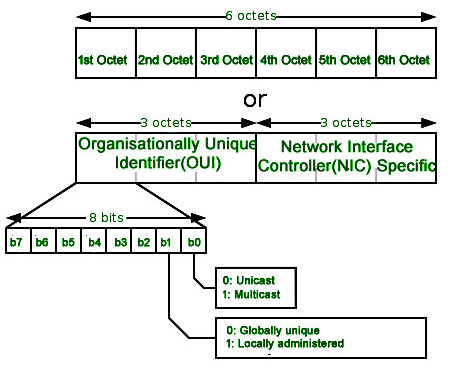 6 octets
1st Octet 2nd Octet 3rd Octet 4th Octet 5th Octet 6th Octet
or
3 octets 3 octets
Organisationally Unique Network Interface
Identifier(OUI) Controller(NIC) Specific
8 bits
b7 b6 b5 b4 b3 b2 b1 b0
0: Unicast
1: Multicast
0: Globally unique
1: Locally administered